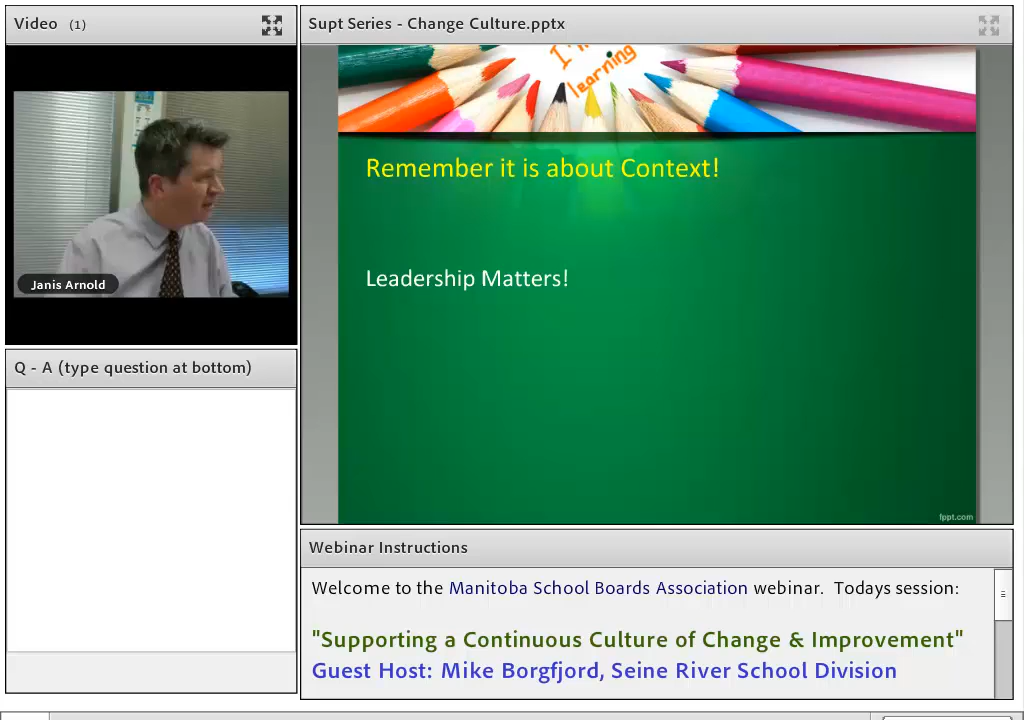 Video (1)
Janis Arnold
Q - A (type question at bottom)
Supt Series - Change Culture.pptx
I
learning
Remember it is about Context!
Leadership Matters!
fppt.com
Webinar Instructions
Welcome to the Manitoba School Boards Association webinar. Todays session:
"Supporting a Continuous Culture of Change & Improvement"
Guest Host: Mike Borgfjord, Seine River School Division